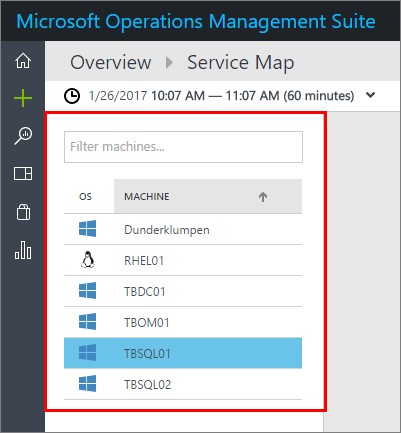 Microsoft Operations Management Suite
Overview Service Map
1/26/2017 10:07 AM — 11:07 AM (60 minutes)
Filter machines...
OS MACHINE
Dunderklumpen
RHEL01
TBDC01
TBOM01
TBSQL01
TBSQL02